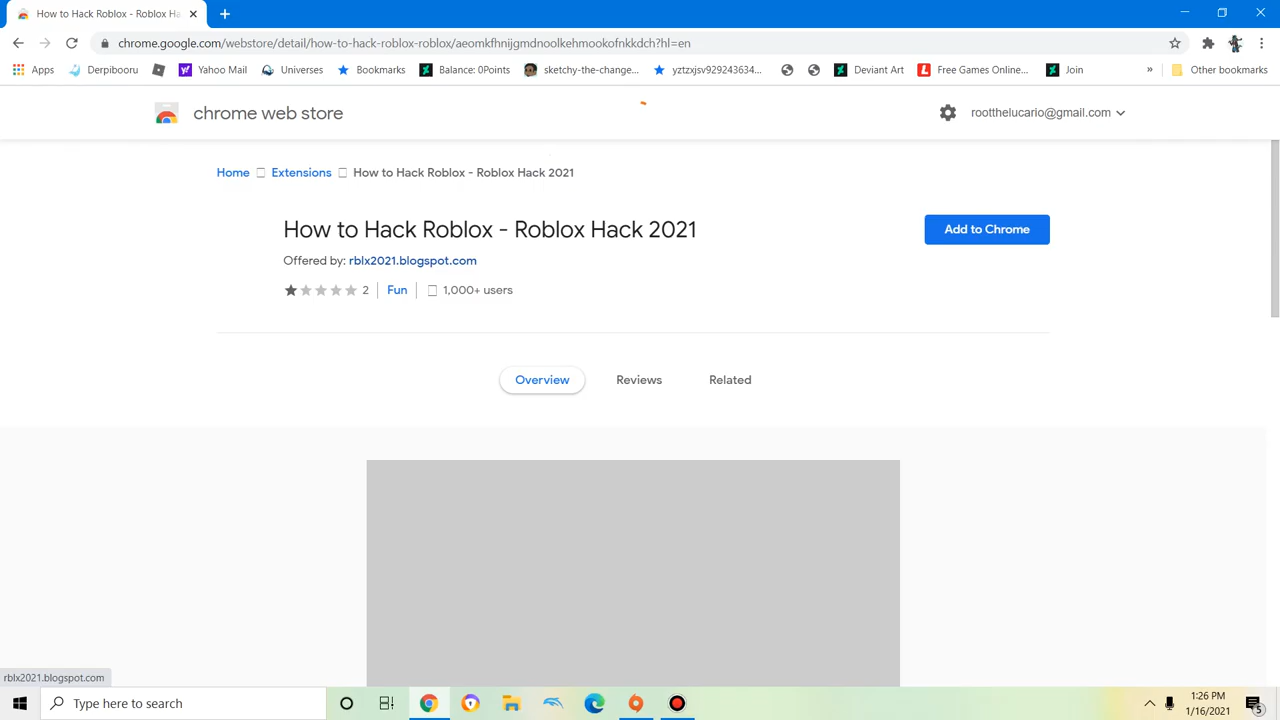 How to Hack Roblox - Roblox Ha
chrome.google.com/webstore/detail/how-to-hack-roblox-roblox/aeomkfhnijgmdnoolkehmookofnkkdch?hl=en
Apps Derpibooru Yahoo Mail Universes Bookmarks Balance: 0Points sketchy-the-change... yztzxjsv929243634... Deviant Art Free Games Online... Join » Other bookmarks
chrome web store rootthelucario@gmail.com
Home Extensions How to Hack Roblox - Roblox Hack 2021
How to Hack Roblox - Roblox Hack 2021 Add to Chrome
Offered by: rblx2021.blogspot.com
2 Fun 1,000+ users
Overview Reviews Related
rblx2021.blogspot.com
Type here to search
1:26 PM
1/16/2021
5